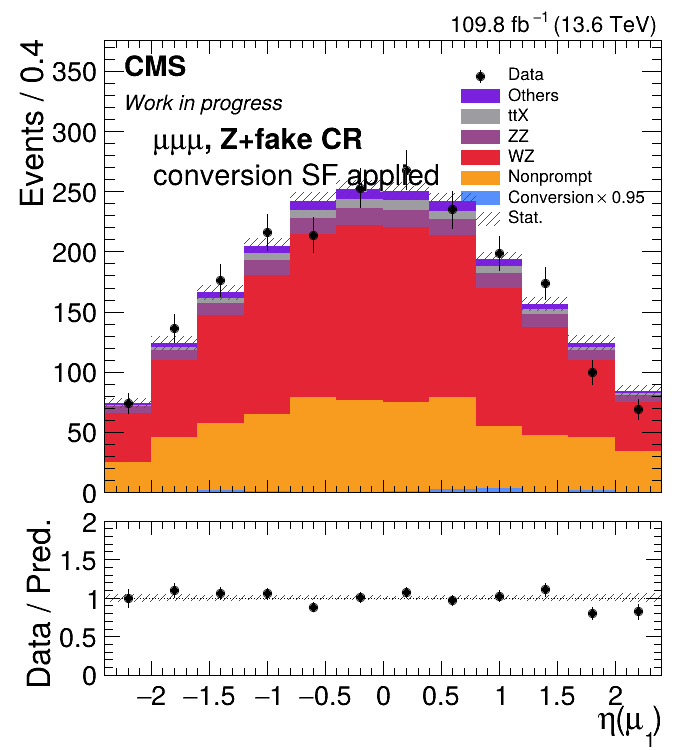 109.8 fb⁻¹ (13.6 TeV)
Events / 0.4
CMS
Work in progress
μμμ, Z+fake CR
conversion SF applied
Data
Others
ttX
ZZ
WZ
Nonprompt
Conversion × 0.95
Stat.
350
300
250
200
150
100
50
0
Data / Pred.
2
1.5
1
0.5
0
−2 −1.5 −1 −0.5 0 0.5 1 1.5 2
η(μ₁)